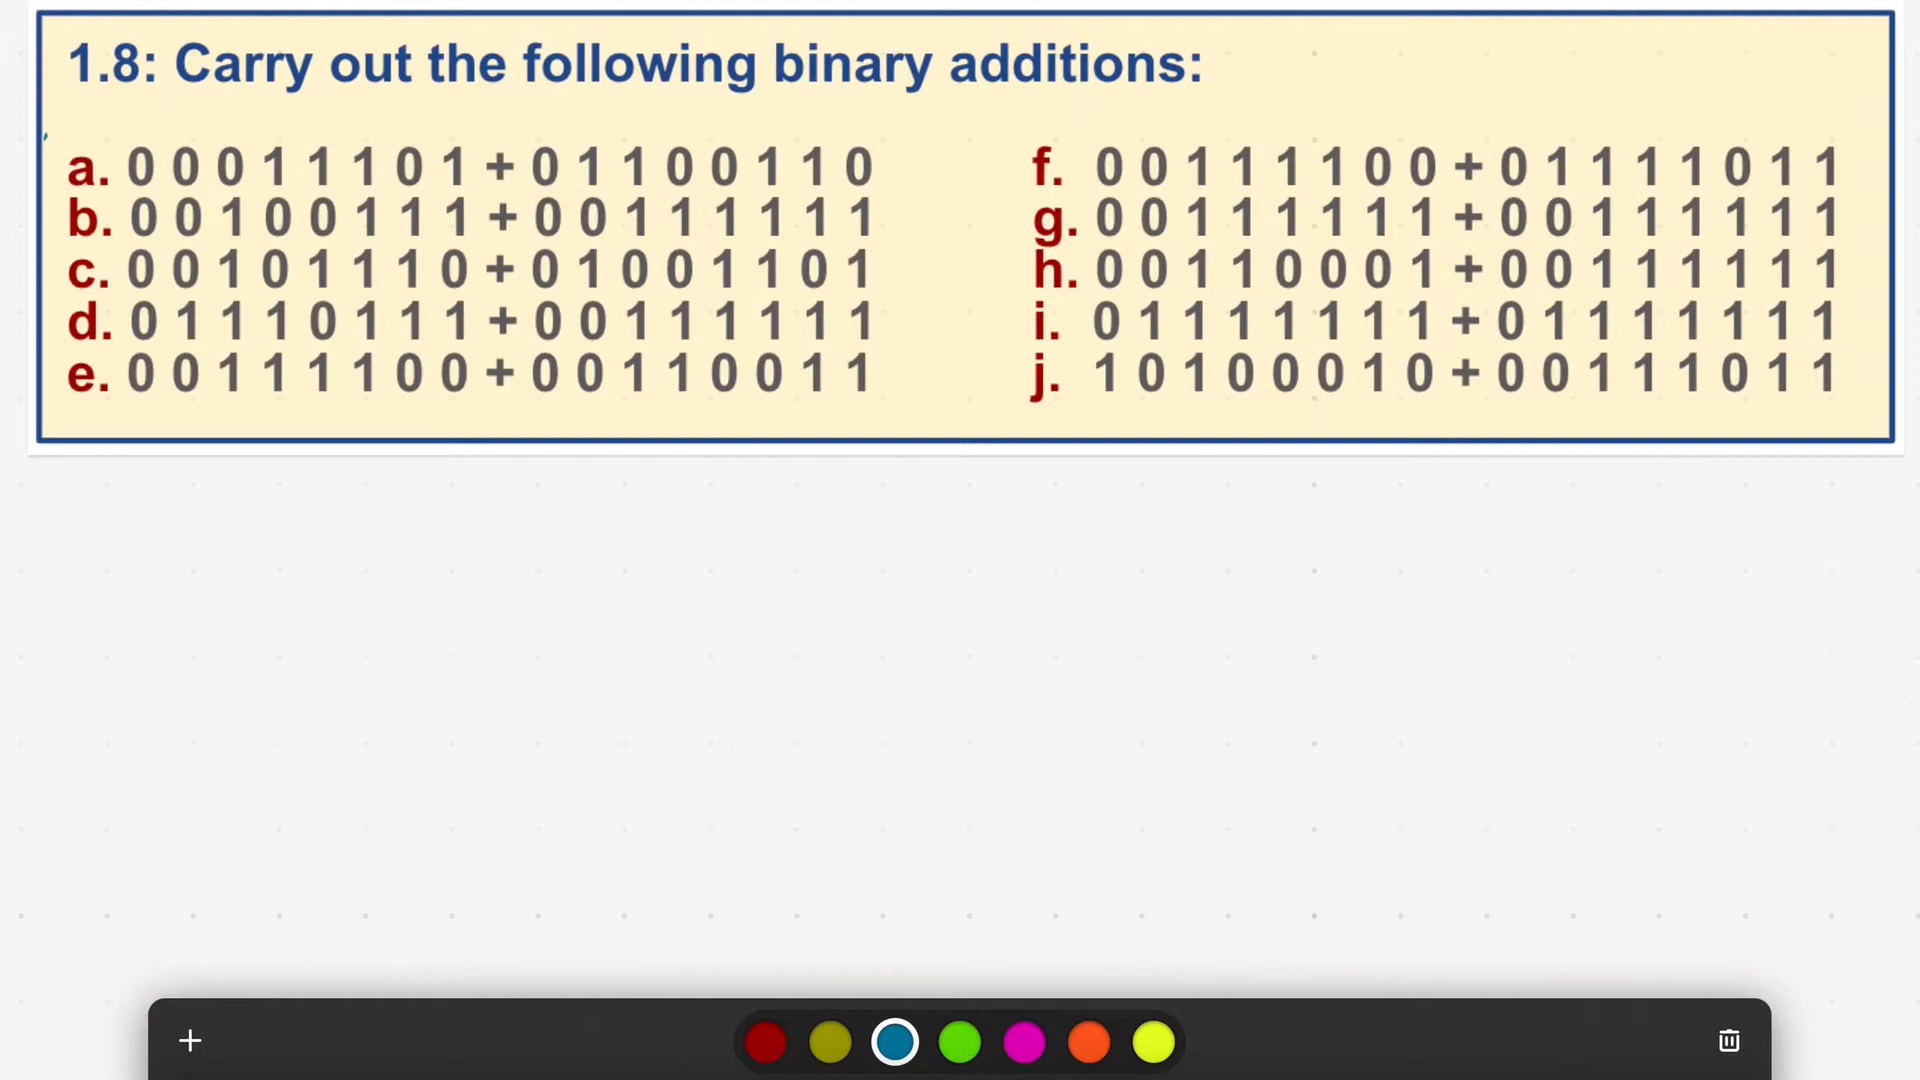 1.8: Carry out the following binary additions:
a. 0 0 0 1 1 1 0 1 + 0 1 1 0 0 1 1 0
b. 0 0 1 0 0 1 1 1 + 0 0 1 1 1 1 1 1
c. 0 0 1 0 1 1 1 0 + 0 1 0 0 1 1 0 1
d. 0 1 1 1 0 1 1 1 + 0 0 1 1 1 1 1 1
e. 0 0 1 1 1 1 0 0 + 0 0 1 1 0 0 1 1
f. 0 0 1 1 1 1 0 0 + 0 1 1 1 1 0 1 1
g. 0 0 1 1 1 1 1 1 + 0 0 1 1 1 1 1 1
h. 0 0 1 1 0 0 0 1 + 0 0 1 1 1 1 1 1
i. 0 1 1 1 1 1 1 1 + 0 1 1 1 1 1 1 1
j. 1 0 1 0 0 0 1 0 + 0 0 1 1 1 0 1 1